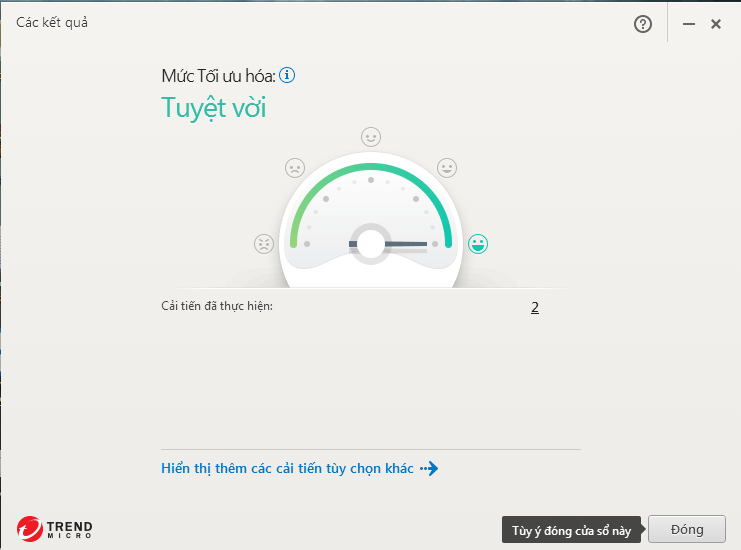 Các kết quả
Mức Tối ưu hóa:
Tuyệt vời
Cải tiến đã thực hiện: 2
Hiển thị thêm các cải tiến tùy chọn khác
TREND
MICRO
Tùy ý đóng cửa sổ này
Đóng